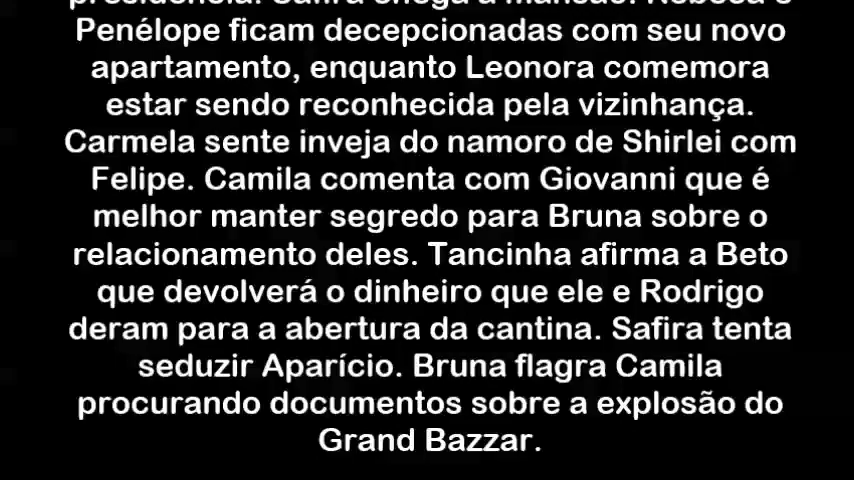 presidência. Safira chega à mansão. Rebeca e
Penélope ficam decepcionadas com seu novo
apartamento, enquanto Leonora comemora
estar sendo reconhecida pela vizinhança.
Carmela sente inveja do namoro de Shirlei com
Felipe. Camila comenta com Giovanni que é
melhor manter segredo para Bruna sobre o
relacionamento deles. Tancinha afirma a Beto
que devolverá o dinheiro que ele e Rodrigo
deram para a abertura da cantina. Safira tenta
seduzir Aparício. Bruna flagra Camila
procurando documentos sobre a explosão do
Grand Bazzar.